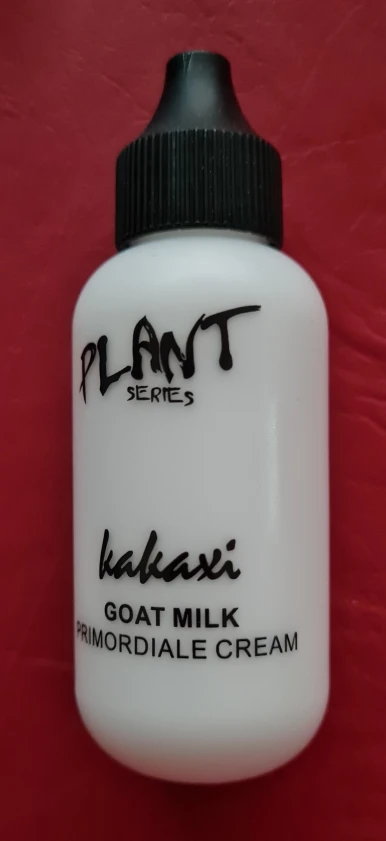 PLANT
SERIES
kakaxi
GOAT MILK
PRIMORDIALE CREAM